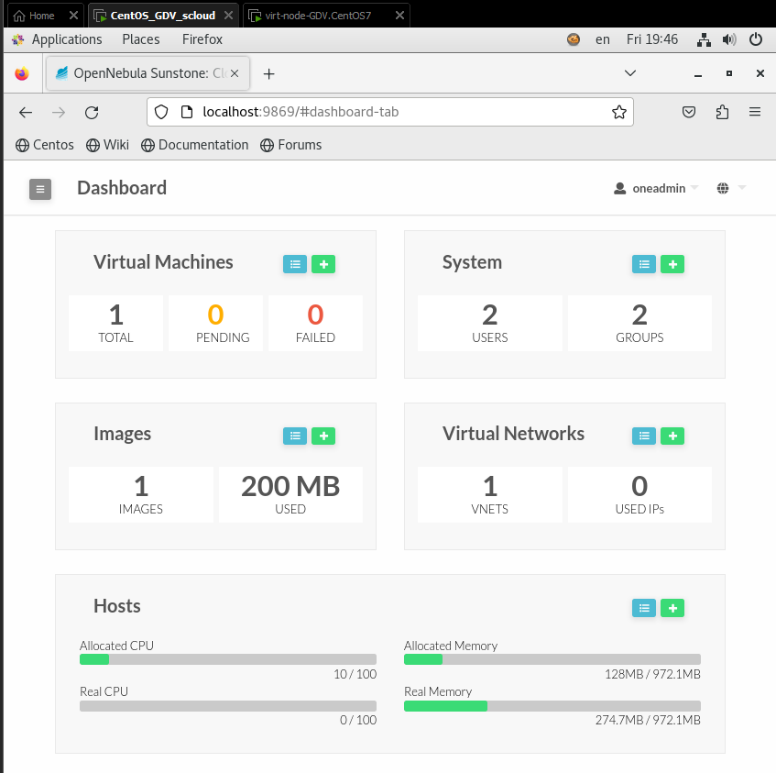 Home CentOS_GDV_scloud virt-node-GDV.CentOS7
Applications Places Firefox en Fri 19:46
OpenNebula Sunstone: Cl
localhost:9869/#dashboard-tab
Centos Wiki Documentation Forums
Dashboard oneadmin
Virtual Machines
1 0 0
TOTAL PENDING FAILED
System
2 2
USERS GROUPS
Images
1 200 MB
IMAGES USED
Virtual Networks
1 0
VNETS USED IPs
Hosts
Allocated CPU
10 / 100
Real CPU
0 / 100
Allocated Memory
128MB / 972.1MB
Real Memory
274.7MB / 972.1MB